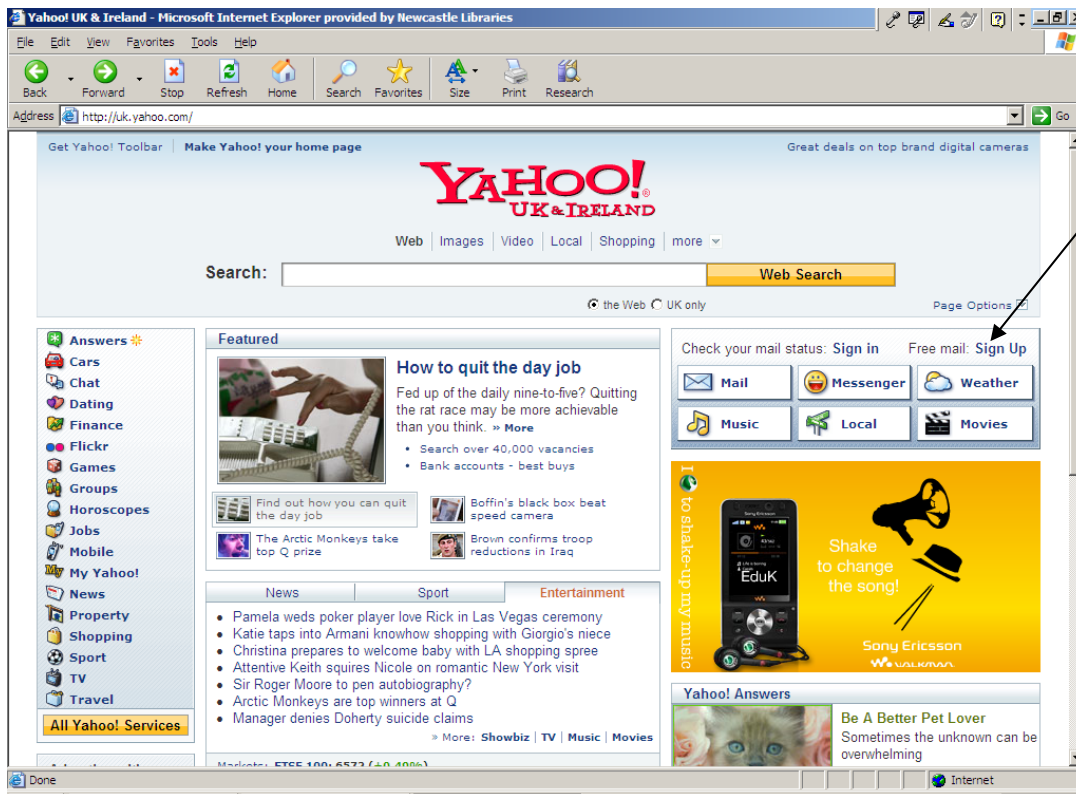 Yahoo! UK & Ireland - Microsoft Internet Explorer provided by Newcastle Libraries
File Edit View Favorites Tools Help
Back Forward Stop Refresh Home Search Favorites Size Print Research
Address http://uk.yahoo.com/ Go
Get Yahoo! Toolbar Make Yahoo! your home page Great deals on top brand digital cameras
YAHOO!®
UK & IRELAND
Web Images Video Local Shopping more
Search: Web Search
the Web UK only Page Options
Answers
Cars
Chat
Dating
Finance
Flickr
Games
Groups
Horoscopes
Jobs
Mobile
My Yahoo!
News
Property
Shopping
Sport
TV
Travel
All Yahoo! Services
Featured
How to quit the day job
Fed up of the daily nine-to-five? Quitting
the rat race may be more achievable
than you think. » More
• Search over 40,000 vacancies
• Bank accounts - best buys
Find out how you can quit
the day job
Boffin's black box beat
speed camera
The Arctic Monkeys take
top Q prize
Brown confirms troop
reductions in Iraq
News Sport Entertainment
• Pamela weds poker player love Rick in Las Vegas ceremony
• Katie taps into Armani knowhow shopping with Giorgio's niece
• Christina prepares to welcome baby with LA shopping spree
• Attentive Keith squires Nicole on romantic New York visit
• Sir Roger Moore to pen autobiography?
• Arctic Monkeys are top winners at Q
• Manager denies Doherty suicide claims
» More: Showbiz | TV | Music | Movies
Markets: FTSE 100: 6572 (+0.49%)
Check your mail status: Sign in Free mail: Sign Up
Mail Messenger Weather
Music Local Movies
I to shake-up my music
Sony Ericsson
EduK
Shake
to change
the song!
Sony Ericsson
WALKMAN
Yahoo! Answers
Be A Better Pet Lover
Sometimes the unknown can be
overwhelming
Done Internet